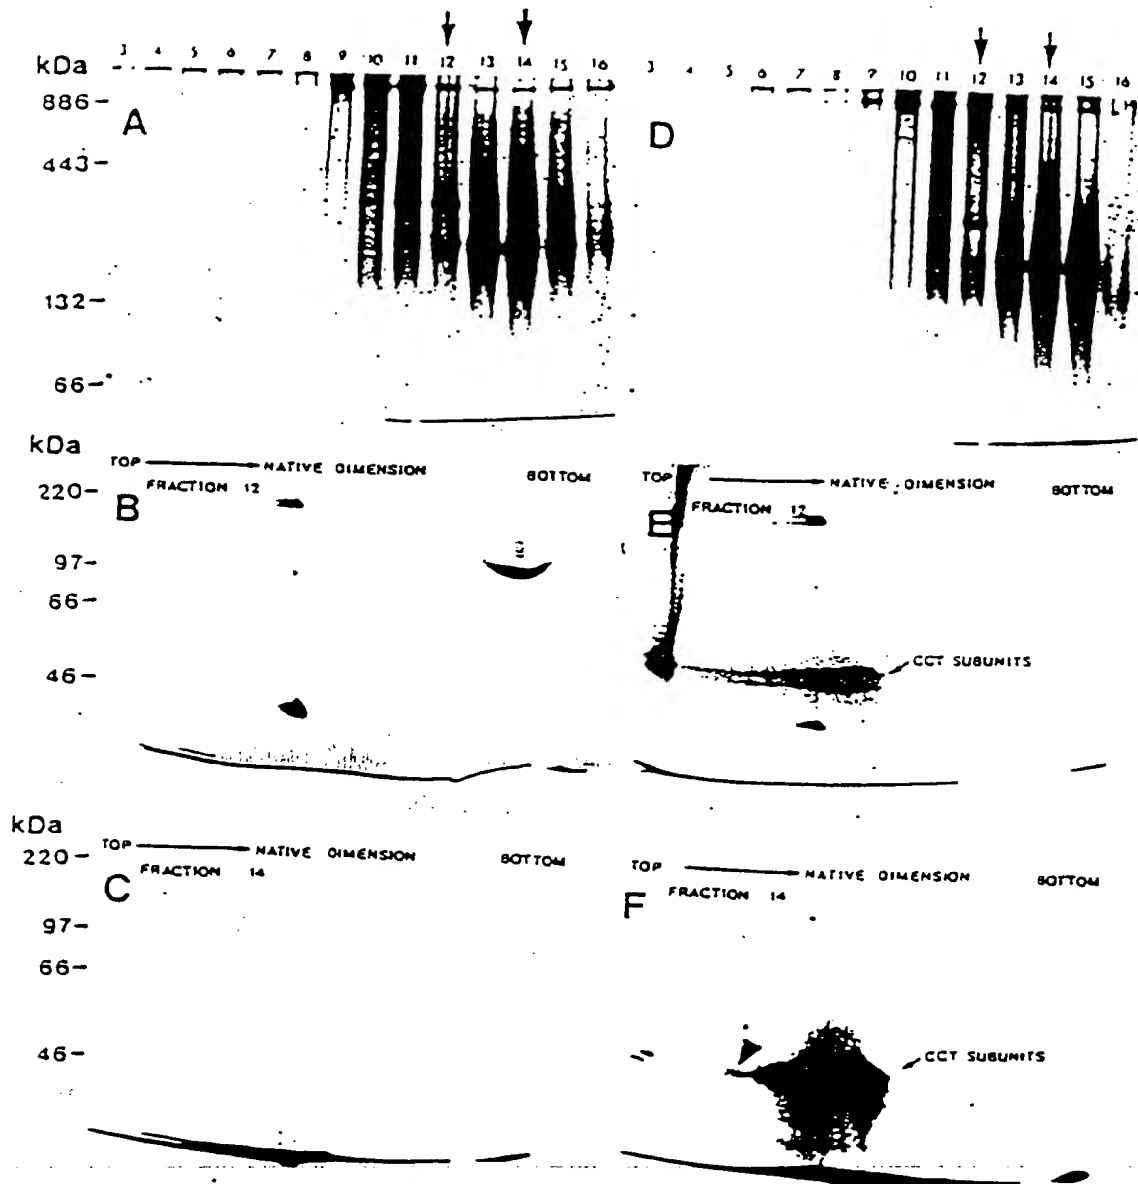 kDa 3 4 5 6 7 8 9 10 11 12 13 14 15 16
886-
A
443-
132-
66-
3 4 5 6 7 8 9 10 11 12 13 14 15 16
D
kDa
TOP NATIVE DIMENSION BOTTOM
220-
FRACTION 12
B
97-
66-
46-
TOP NATIVE DIMENSION BOTTOM
FRACTION 12
E
CCT SUBUNITS
kDa
TOP NATIVE DIMENSION BOTTOM
220-
FRACTION 14
C
97-
66-
46-
TOP NATIVE DIMENSION BOTTOM
FRACTION 14
F
CCT SUBUNITS